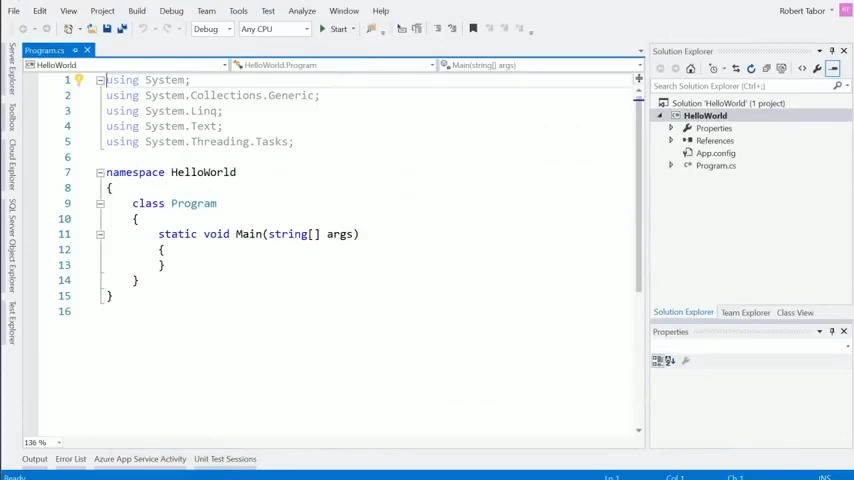 File Edit View Project Build Debug Team Tools Test Analyze Window Help Robert Tabor RT
Debug Any CPU Start
Program.cs
HelloWorld HelloWorld.Program Main(string[] args)
1 using System;
2 using System.Collections.Generic;
3 using System.Linq;
4 using System.Text;
5 using System.Threading.Tasks;
6
7 namespace HelloWorld
8 {
9 class Program
10 {
11 static void Main(string[] args)
12 {
13 }
14 }
15 }
16
136 %
Server Explorer
Toolbox
Cloud Explorer
SQL Server Object Explorer
Test Explorer
Solution Explorer
Search Solution Explorer (Ctrl+;)
Solution 'HelloWorld' (1 project)
HelloWorld
Properties
References
App.config
Program.cs
Solution Explorer Team Explorer Class View
Properties
Output Error List Azure App Service Activity Unit Test Sessions
Ready Ln 1 Col 1 Ch 1 INS